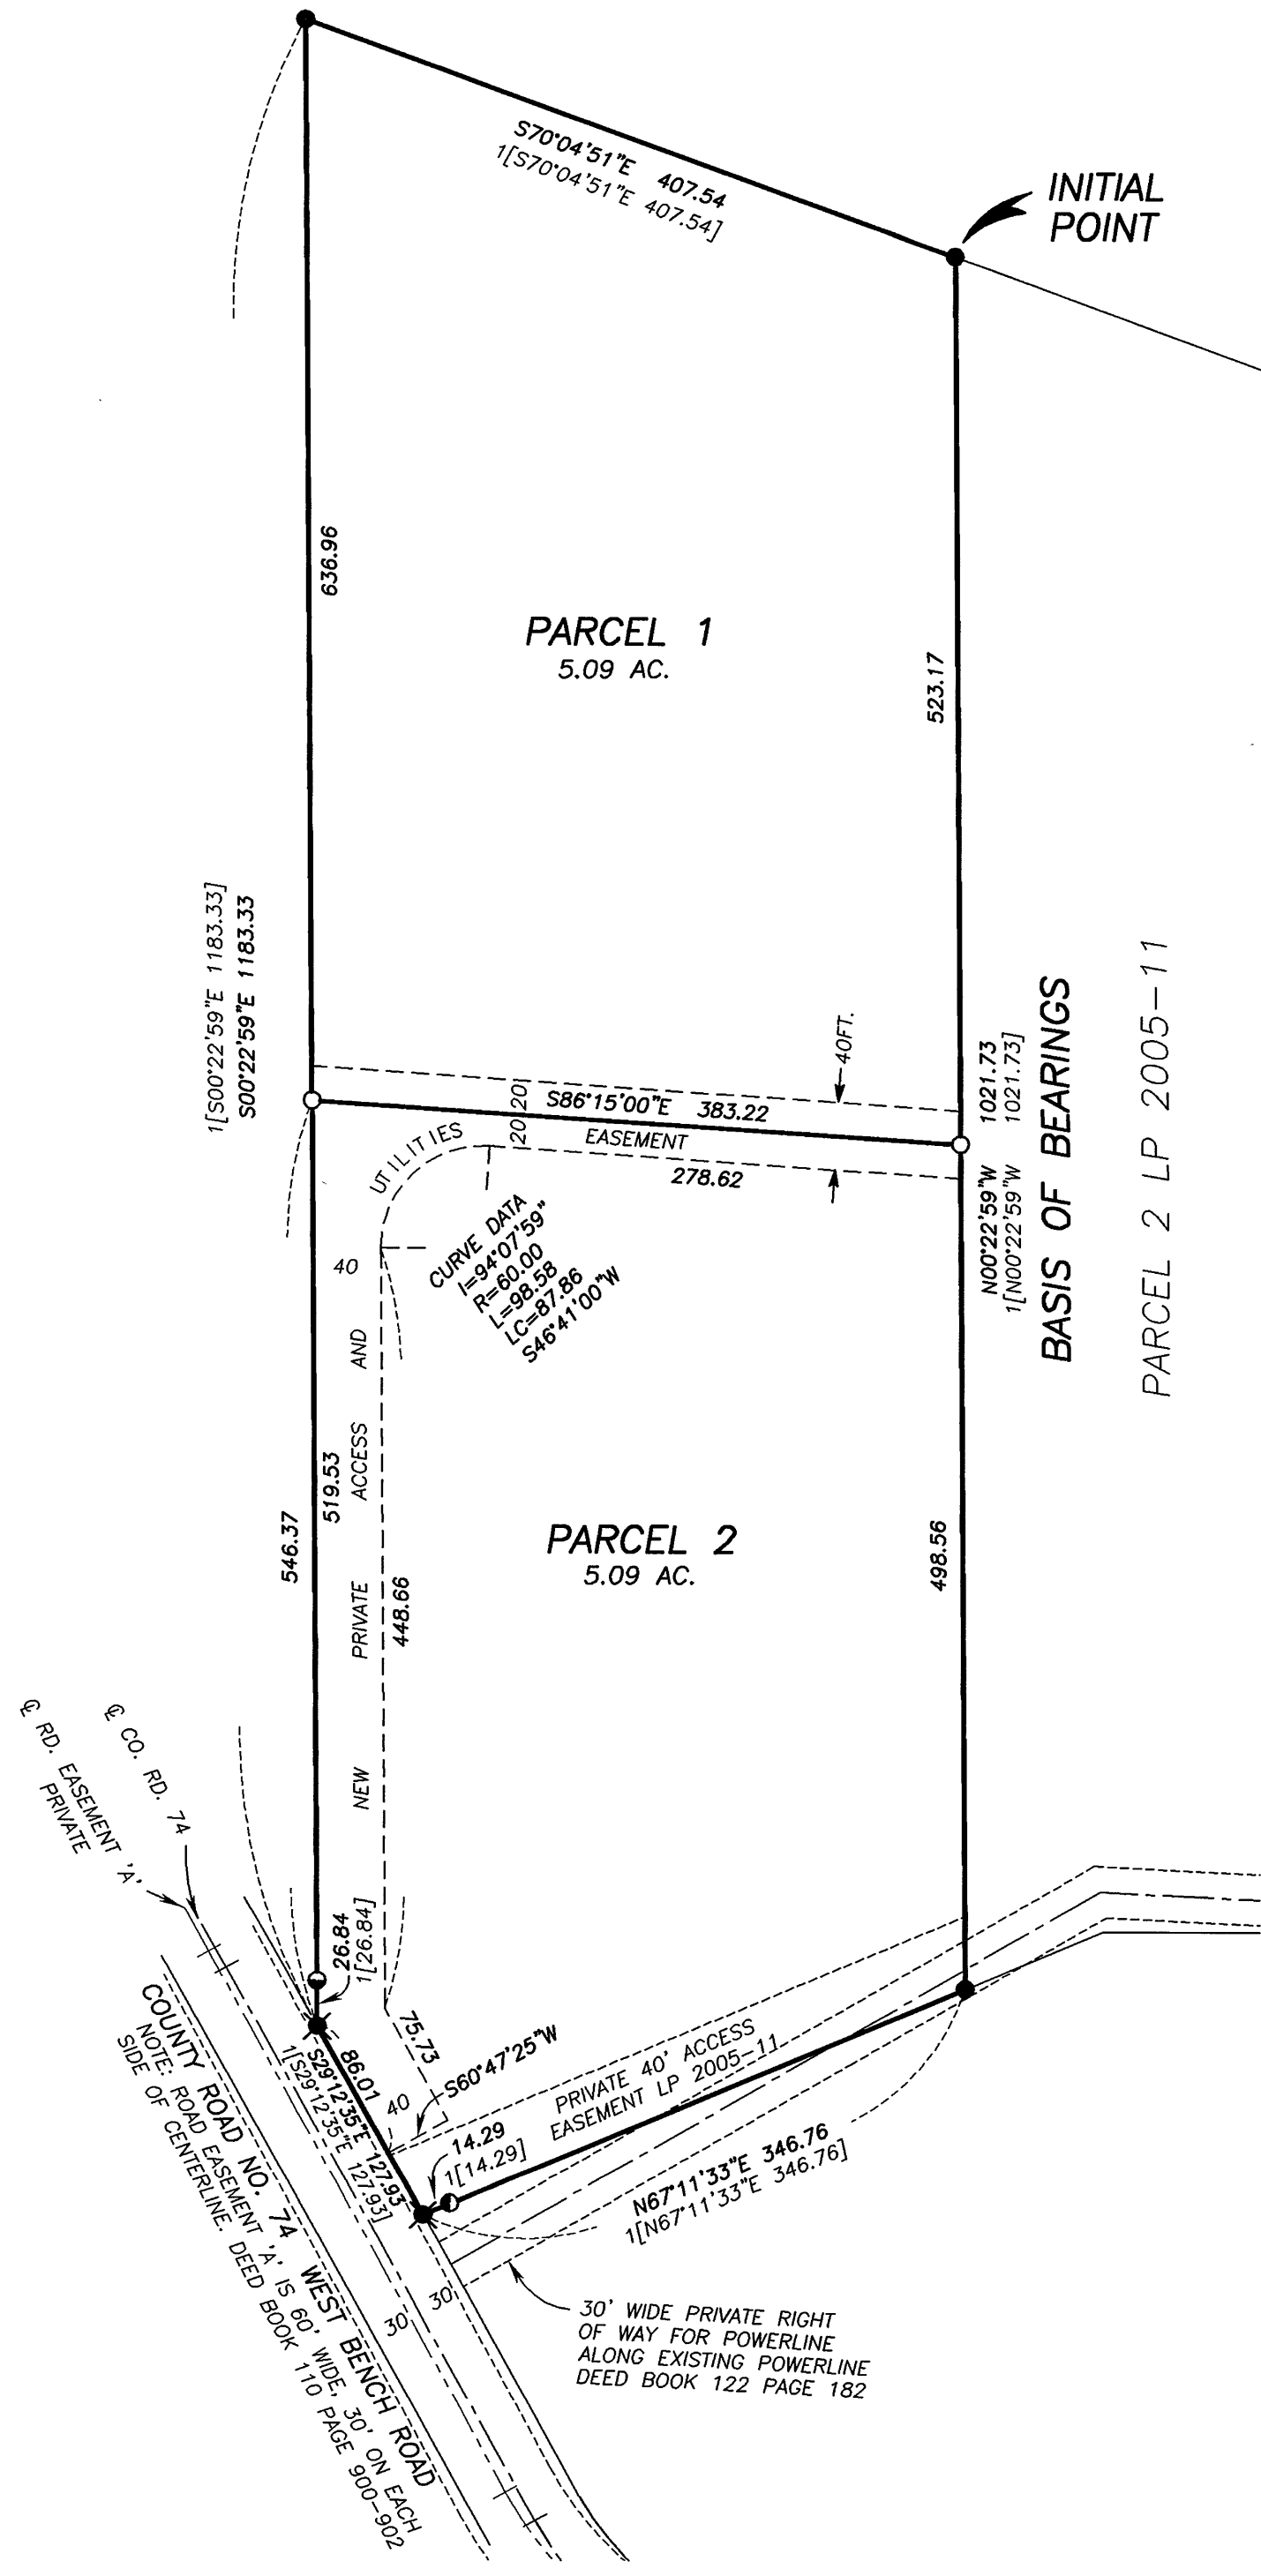 S70°04'51"E 407.54
1[S70°04'51"E 407.54]
INITIAL
POINT
636.96
PARCEL 1
5.09 AC.
523.17
1[S00°22'59"E 1183.33]
S00°22'59"E 1183.33
40FT.
20
20
S86°15'00"E 383.22
EASEMENT
278.62
UTILITIES
N00°22'59"W 1021.73
1[N00°22'59"W 1021.73]
BASIS OF BEARINGS
PARCEL 2 LP 2005-11
CURVE DATA
I=94°07'59"
R=60.00
L=98.58
LC=87.86
S46°41'00"W
40
NEW PRIVATE ACCESS AND
546.37
519.53
448.66
PARCEL 2
5.09 AC.
498.56
℄ RD. EASEMENT 'A'
PRIVATE
℄ CO. RD. 74
26.84
1[26.84]
75.73
S60°47'25"W
86.01
40
S29°12'35"E 127.93
1[S29°12'35"E 127.93]
14.29
1[14.29]
PRIVATE 40' ACCESS
EASEMENT LP 2005-11
N67°11'33"E 346.76
1[N67°11'33"E 346.76]
COUNTY ROAD NO. 74 WEST BENCH ROAD
NOTE: ROAD EASEMENT 'A' IS 60' WIDE, 30' ON EACH
SIDE OF CENTERLINE. DEED BOOK 110 PAGE 900-902
30
30
30' WIDE PRIVATE RIGHT
OF WAY FOR POWERLINE
ALONG EXISTING POWERLINE
DEED BOOK 122 PAGE 182